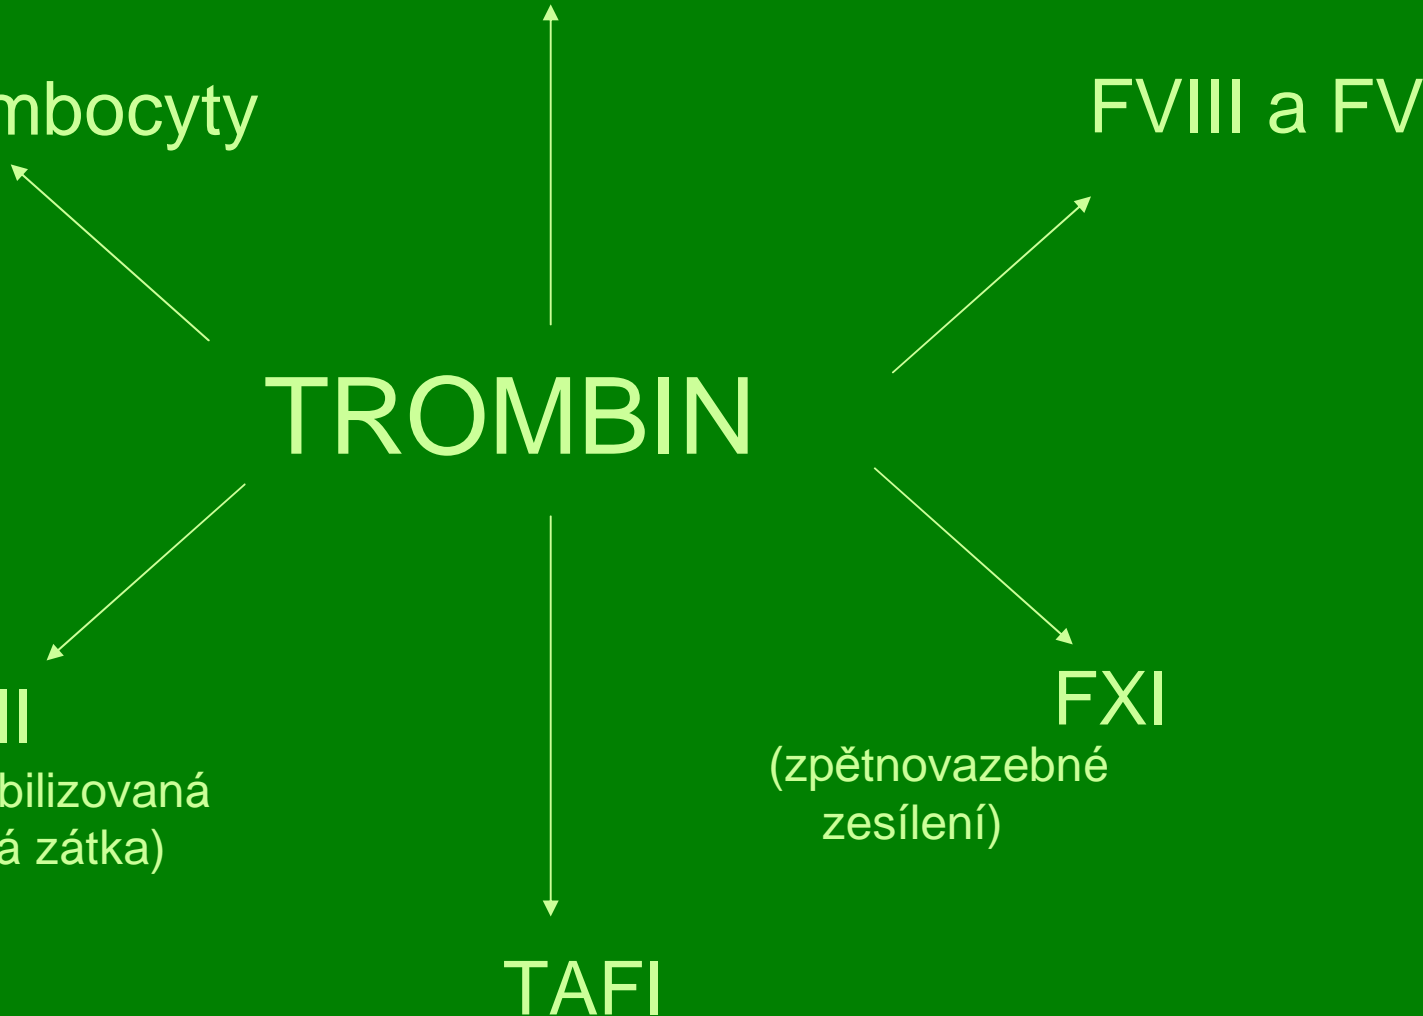 mbocyty
FVIII a FV
TROMBIN
II
bilizovaná
á zátka)
FXI
(zpětnovazebné
zesílení)
TAFI